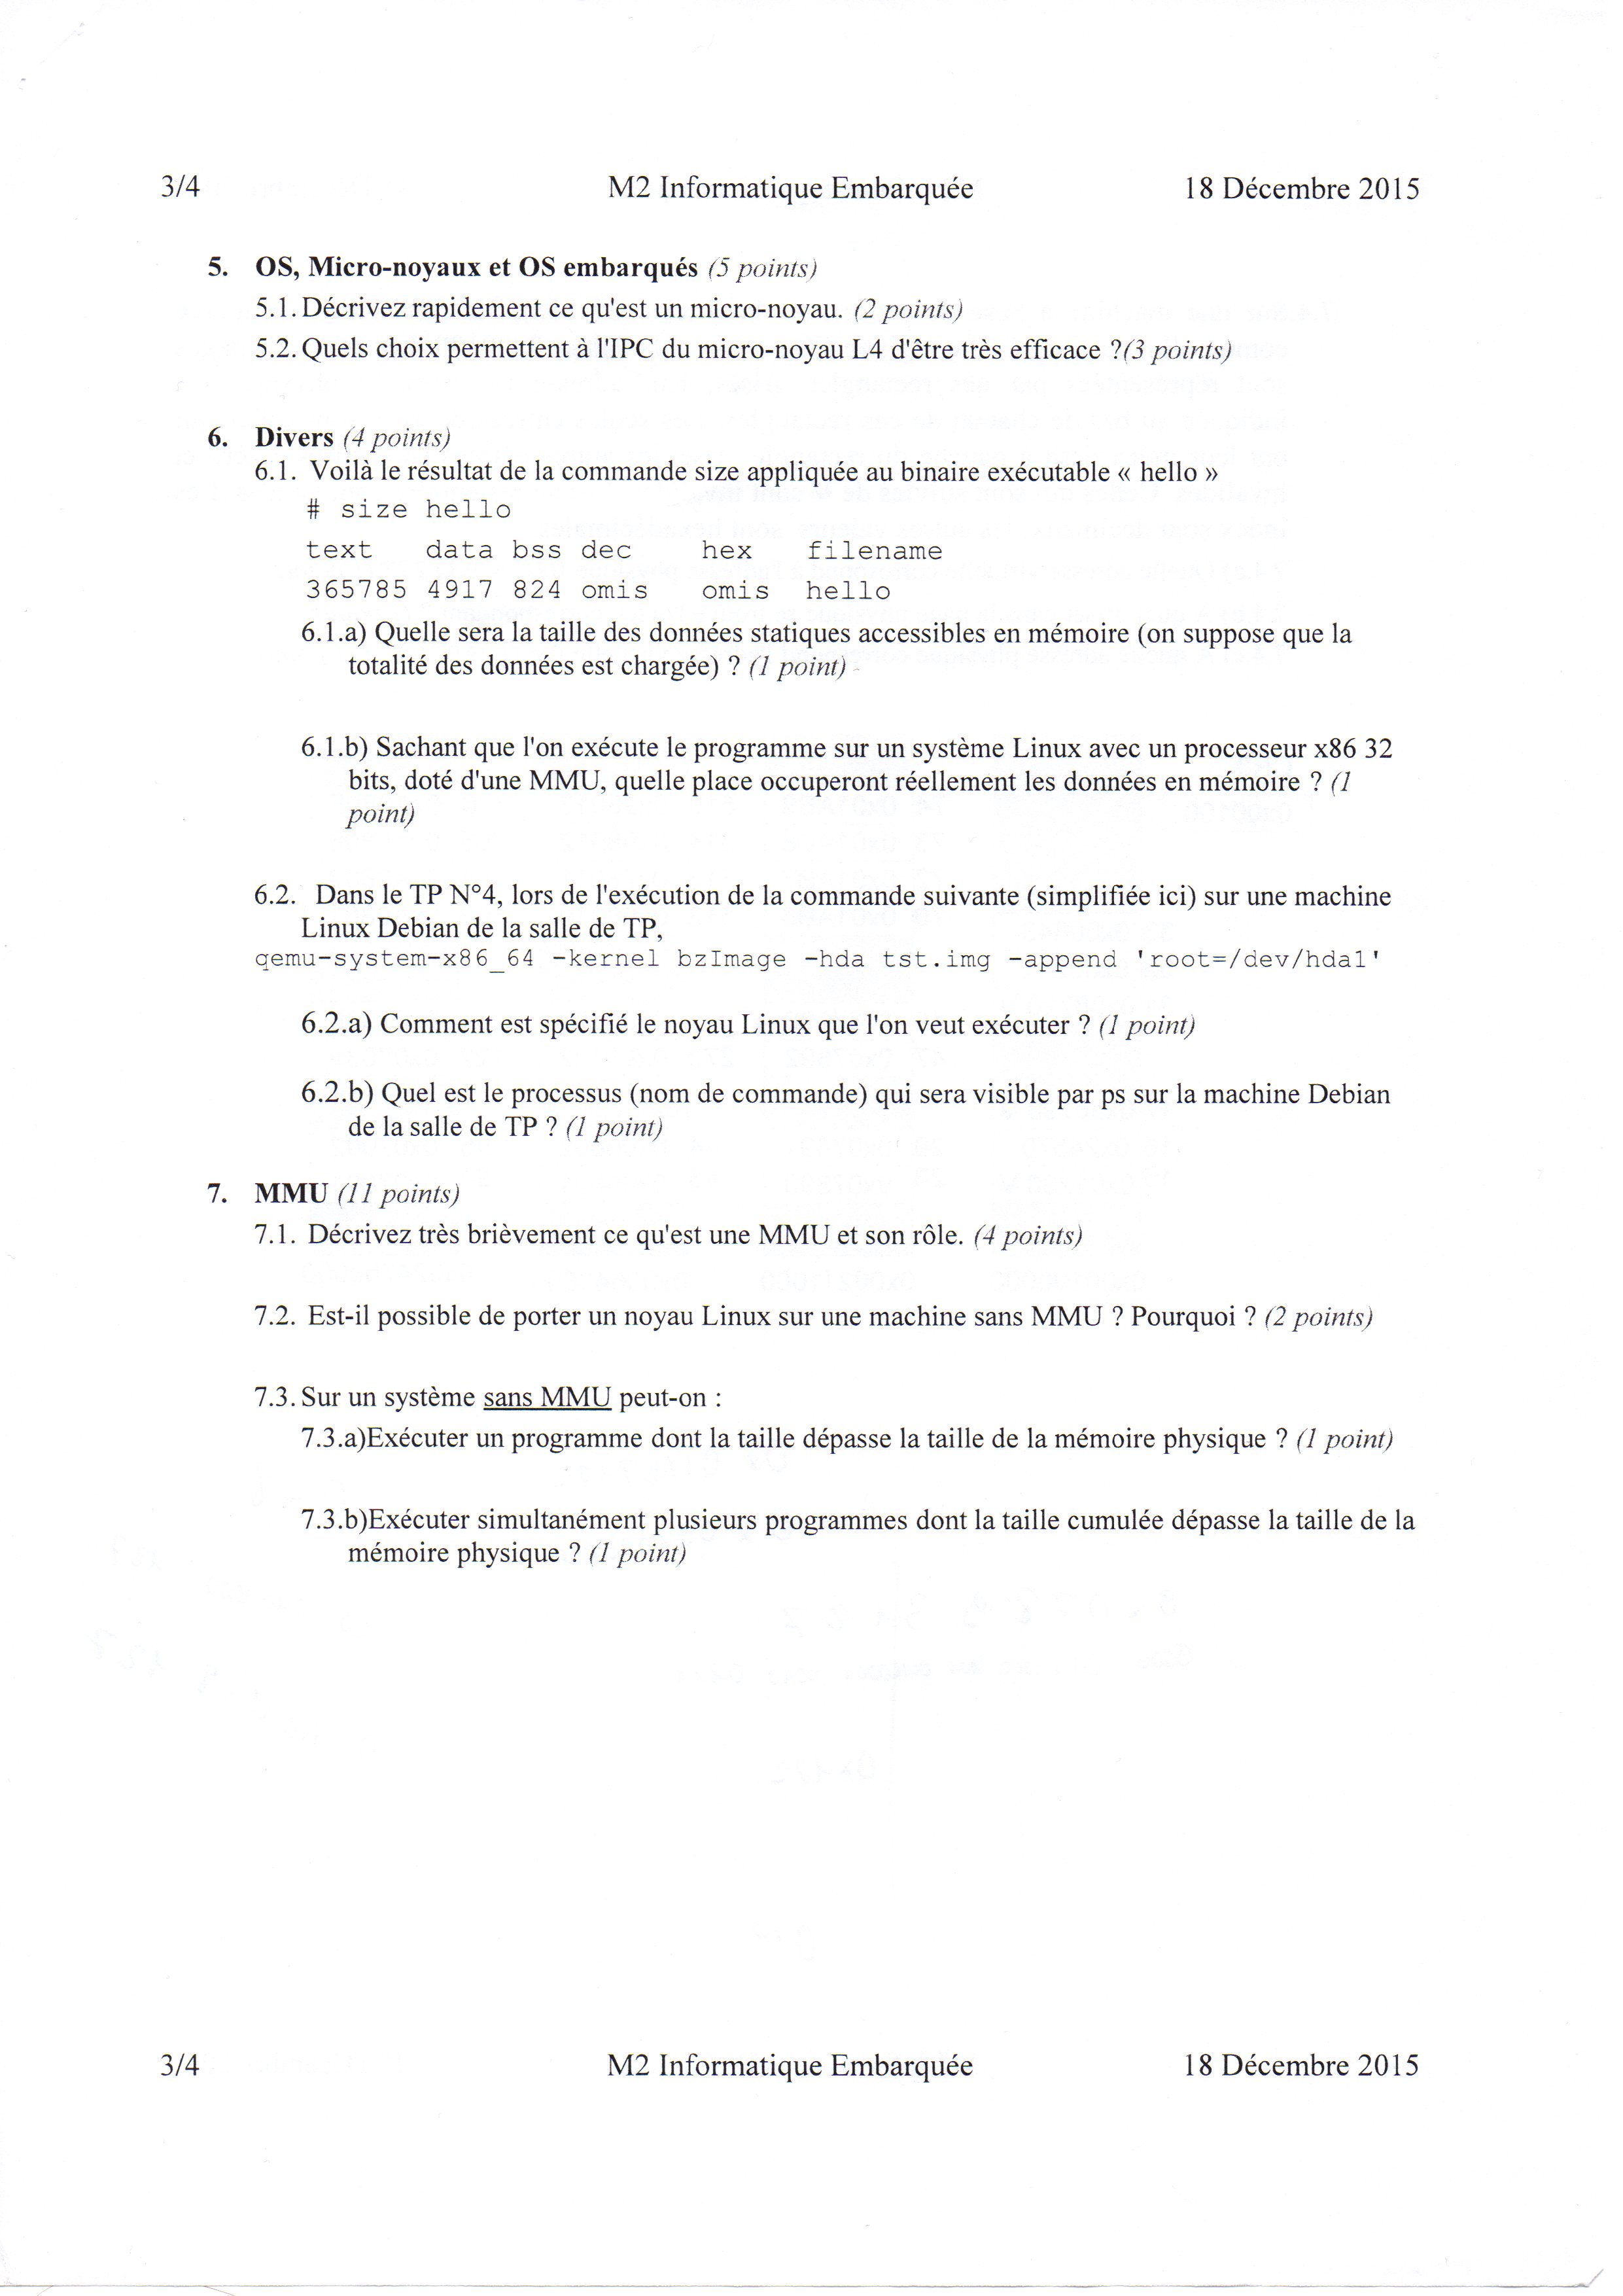 3/4 M2 Informatique Embarquée 18 Décembre 2015
5. OS, Micro-noyaux et OS embarqués (5 points)
5.1. Décrivez rapidement ce qu'est un micro-noyau. (2 points)
5.2. Quels choix permettent à l'IPC du micro-noyau L4 d'être très efficace ?(3 points)
6. Divers (4 points)
6.1. Voilà le résultat de la commande size appliquée au binaire exécutable « hello »
# size hello
text data bss dec hex filename
365785 4917 824 omis omis hello
6.1.a) Quelle sera la taille des données statiques accessibles en mémoire (on suppose que la
totalité des données est chargée) ? (1 point)
6.1.b) Sachant que l'on exécute le programme sur un système Linux avec un processeur x86 32
bits, doté d'une MMU, quelle place occuperont réellement les données en mémoire ? (1
point)
6.2. Dans le TP N°4, lors de l'exécution de la commande suivante (simplifiée ici) sur une machine
Linux Debian de la salle de TP,
qemu-system-x86_64 -kernel bzImage -hda tst.img -append 'root=/dev/hda1'
6.2.a) Comment est spécifié le noyau Linux que l'on veut exécuter ? (1 point)
6.2.b) Quel est le processus (nom de commande) qui sera visible par ps sur la machine Debian
de la salle de TP ? (1 point)
7. MMU (11 points)
7.1. Décrivez très brièvement ce qu'est une MMU et son rôle. (4 points)
7.2. Est-il possible de porter un noyau Linux sur une machine sans MMU ? Pourquoi ? (2 points)
7.3. Sur un système sans MMU peut-on :
7.3.a)Exécuter un programme dont la taille dépasse la taille de la mémoire physique ? (1 point)
7.3.b)Exécuter simultanément plusieurs programmes dont la taille cumulée dépasse la taille de la
mémoire physique ? (1 point)
3/4 M2 Informatique Embarquée 18 Décembre 2015